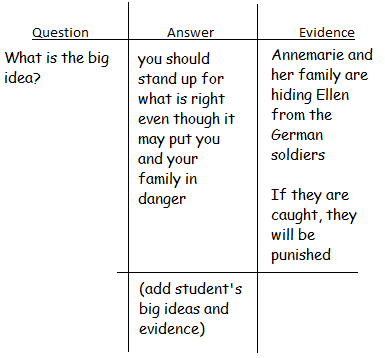 Question Answer Evidence
What is the big
idea?
you should
stand up for
what is right
even though it
may put you
and your
family in
danger
Annemarie and
her family are
hiding Ellen
from the
German
soldiers
If they are
caught, they
will be
punished
(add student's
big ideas and
evidence)